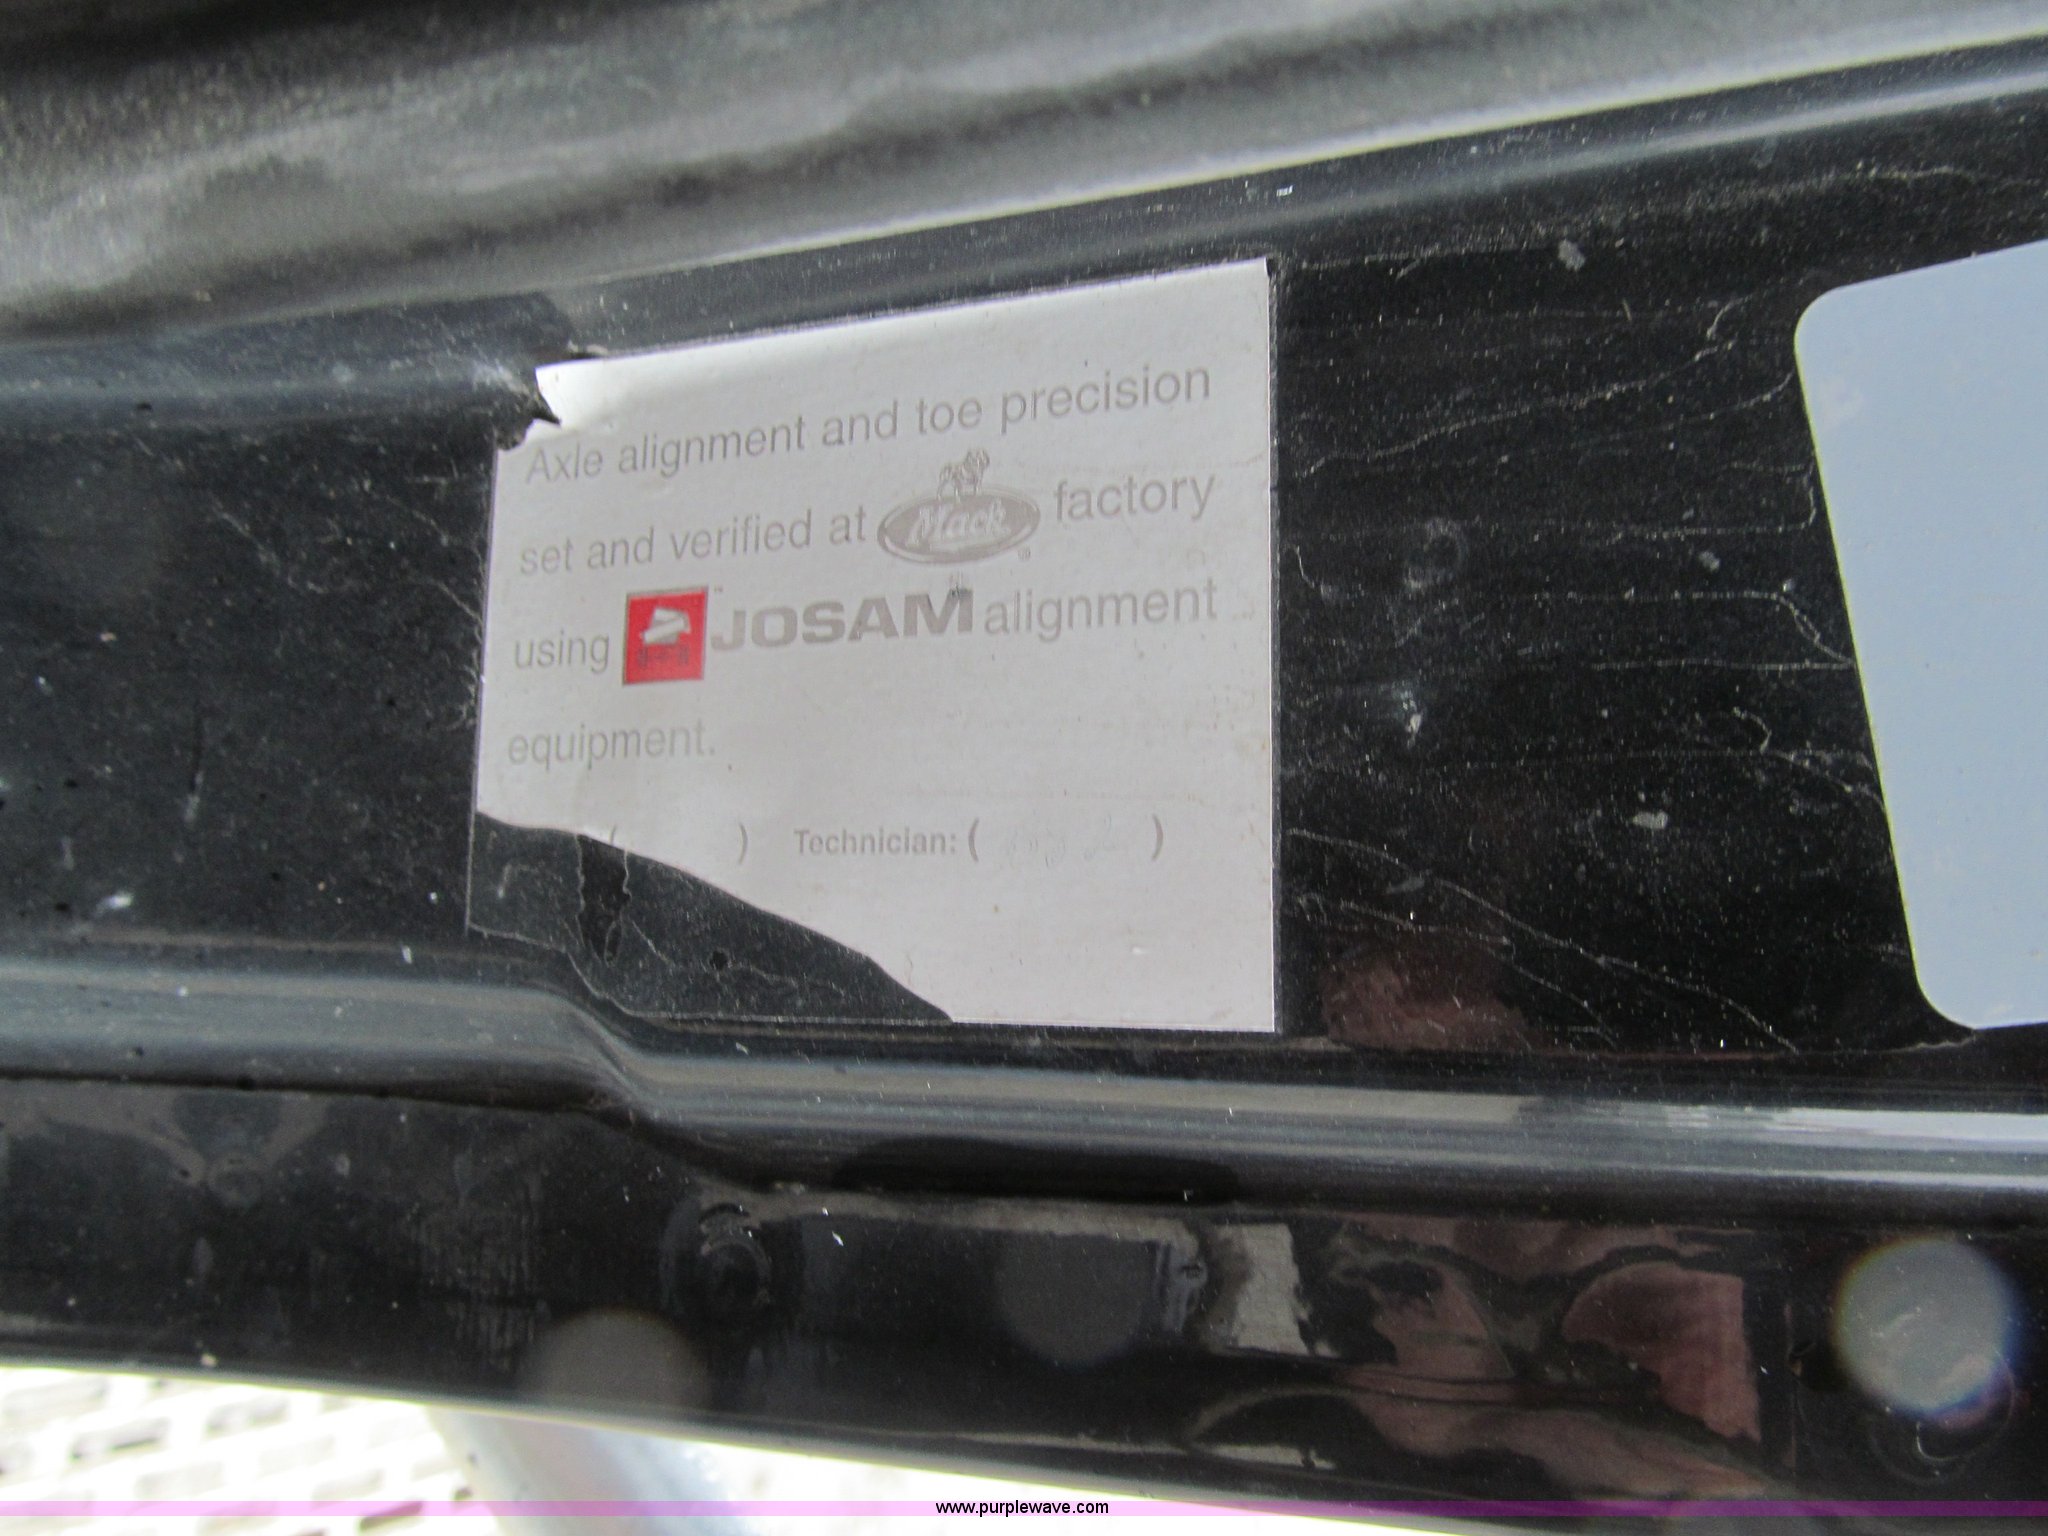 Axle alignment and toe precision
set and verified at Mack ® factory
using JOSAM alignment
equipment.
( ) Technician: ( )
www.purplewave.com